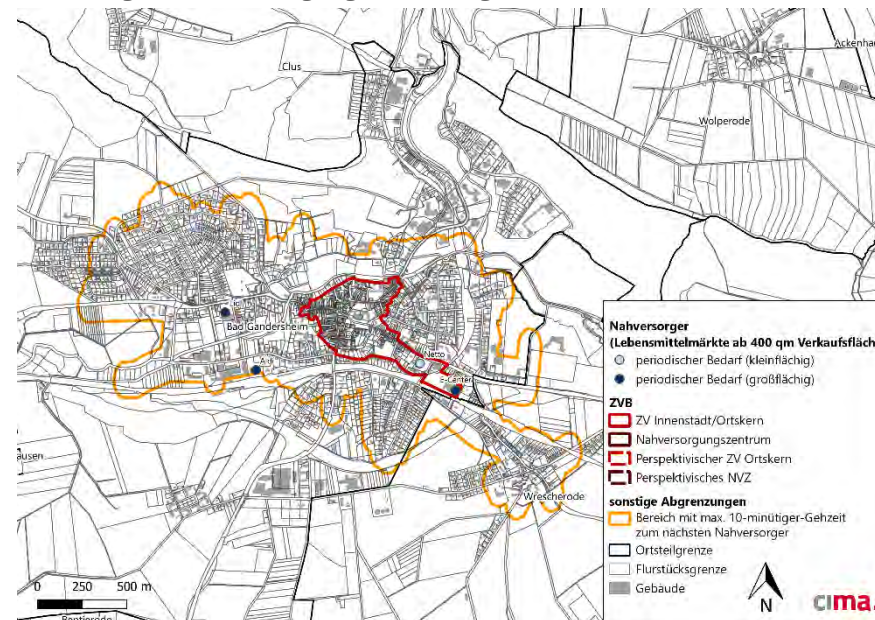 Clus
Ackenha
Wolperode
Bad Gandersheim
Netto
E-Center
Wrescherode
ausen
0 250 500 m
Nahversorger
(Lebensmittelmärkte ab 400 qm Verkaufsfläch
periodischer Bedarf (kleinflächig)
periodischer Bedarf (großflächig)
ZVB
ZV Innenstadt/Ortskern
Nahversorgungszentrum
Perspektivischer ZV Ortskern
Perspektivisches NVZ
sonstige Abgrenzungen
Bereich mit max. 10-minütiger-Gehzeit
zum nächsten Nahversorger
Ortsteilgrenze
Flurstücksgrenze
Gebäude
N
cima.